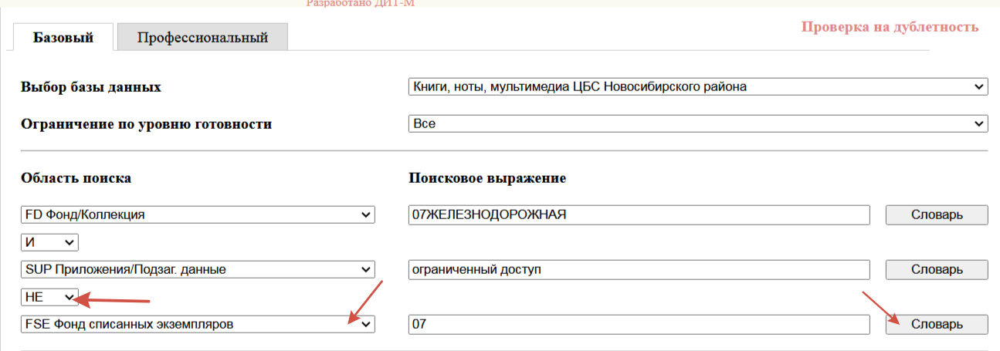 Разработано ДИТ-М
Базовый Профессиональный Проверка на дублетность
Выбор базы данных Книги, ноты, мультимедиа ЦБС Новосибирского района
Ограничение по уровню готовности Все
Область поиска Поисковое выражение
FD Фонд/Коллекция 07ЖЕЛЕЗНОДОРОЖНАЯ Словарь
И
SUP Приложения/Подзаг. данные ограниченный доступ Словарь
НЕ
FSE Фонд списанных экземпляров 07 Словарь